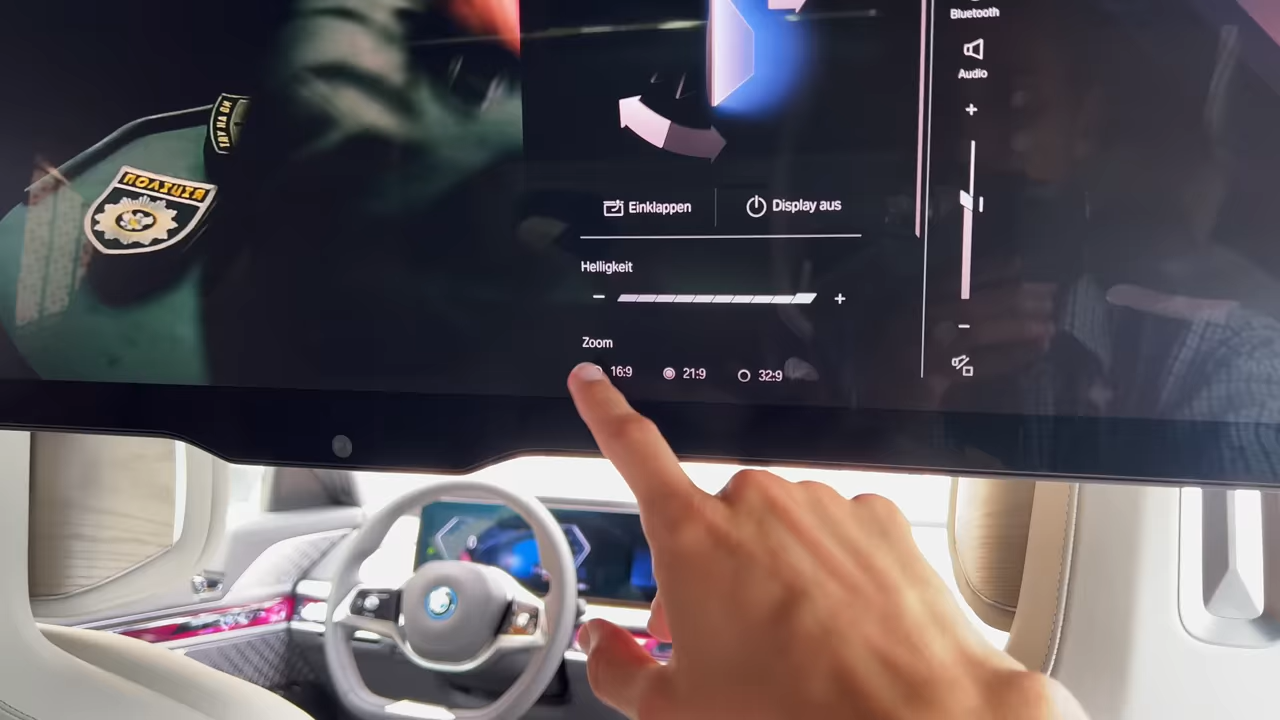 Bluetooth
Audio
+
ПОЛІЦІЯ
Einklappen
Display aus
Helligkeit
− +
Zoom
16:9 21:9 32:9
−